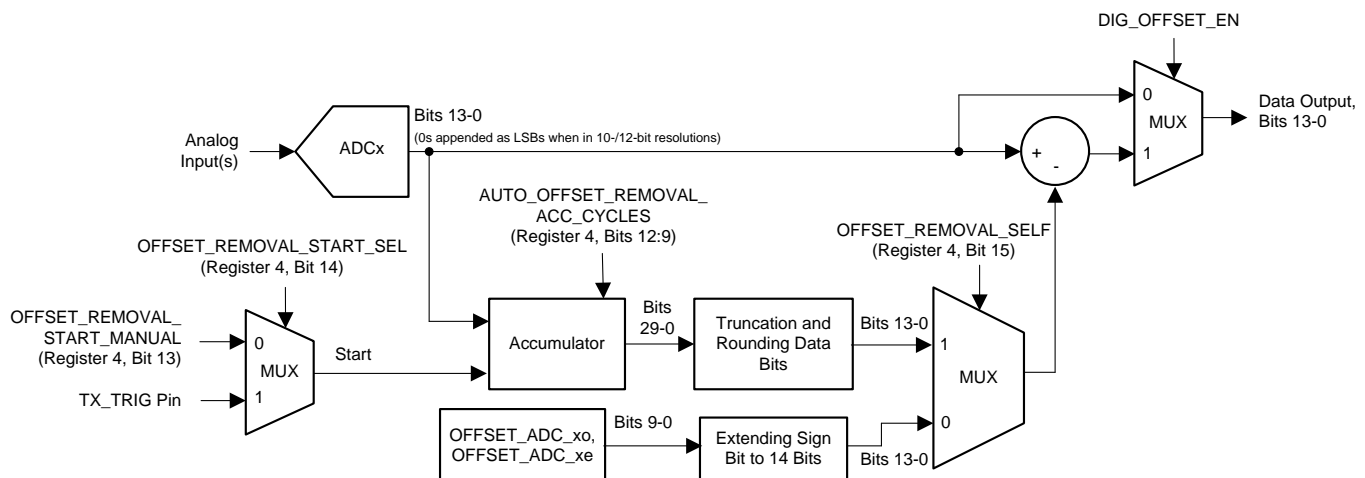 DIG_OFFSET_EN
0
MUX
1
Data Output,
Bits 13-0
Bits 13-0
(0s appended as LSBs when in 10-/12-bit resolutions)
Analog
Input(s)
ADCx
+
-
AUTO_OFFSET_REMOVAL_
ACC_CYCLES
(Register 4, Bits 12:9)
OFFSET_REMOVAL_SELF
(Register 4, Bit 15)
OFFSET_REMOVAL_START_SEL
(Register 4, Bit 14)
OFFSET_REMOVAL_
START_MANUAL
(Register 4, Bit 13)
TX_TRIG Pin
0
MUX
1
Start
Accumulator
Bits
29-0
Truncation and
Rounding Data
Bits
Bits 13-0
1
MUX
0
OFFSET_ADC_xo,
OFFSET_ADC_xe
Bits 9-0
Extending Sign
Bit to 14 Bits
Bits 13-0